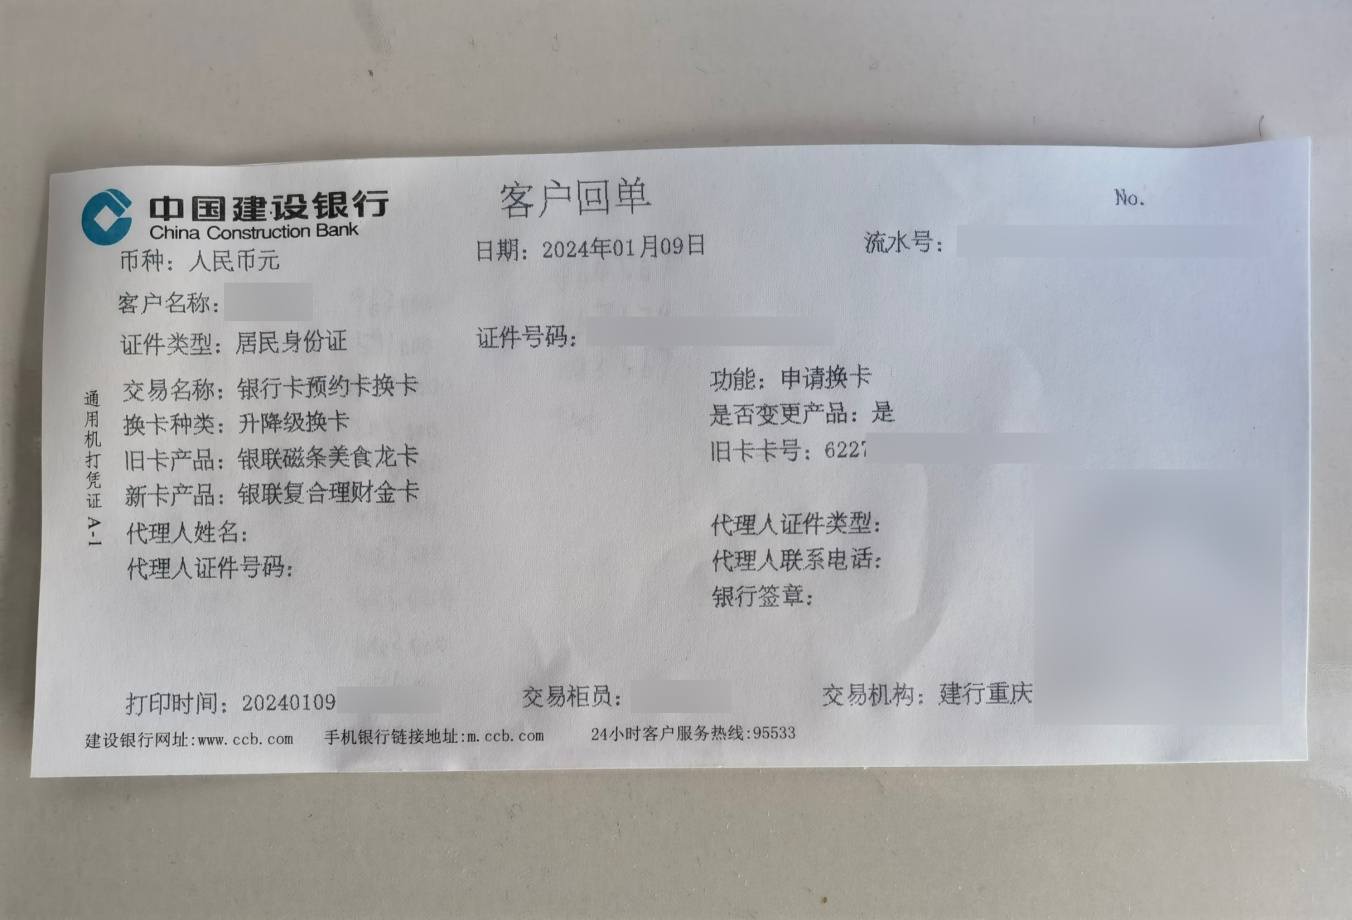 中国建设银行 客户回单 No.
China Construction Bank
币种：人民币元 日期：2024年01月09日 流水号：
客户名称：
证件类型：居民身份证 证件号码：
交易名称：银行卡预约卡换卡 功能：申请换卡
换卡种类：升降级换卡 是否变更产品：是
旧卡产品：银联磁条美食龙卡 旧卡卡号：6227
新卡产品：银联复合理财金卡
代理人姓名： 代理人证件类型：
代理人证件号码： 代理人联系电话：
银行签章：
通用机打凭证A-1
打印时间：20240109 交易柜员： 交易机构：建行重庆
建设银行网址:www.ccb.com 手机银行链接地址:m.ccb.com 24小时客户服务热线:95533